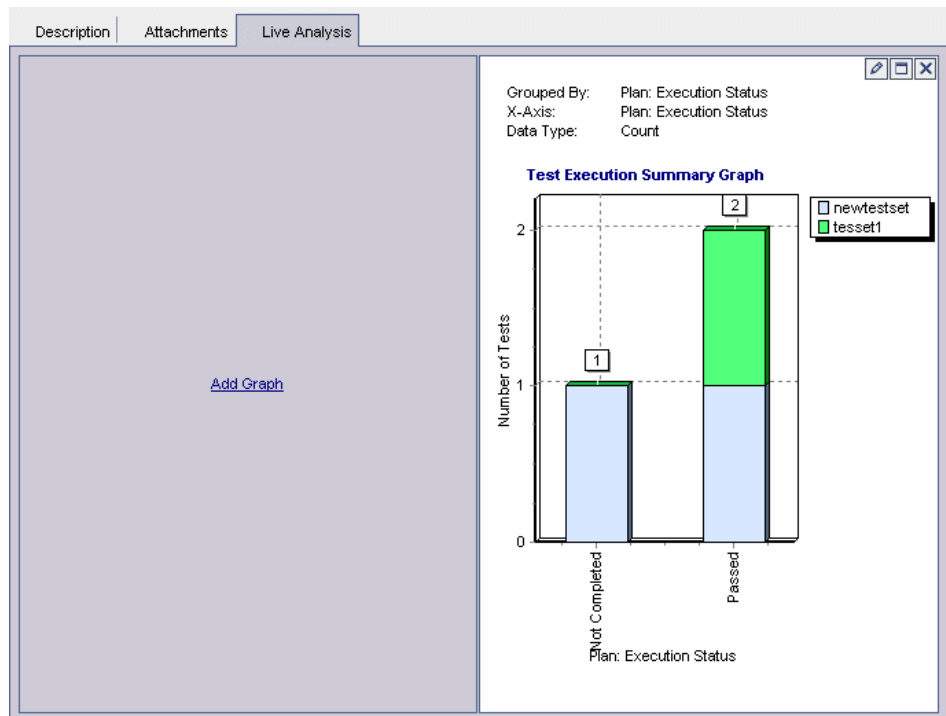 Description Attachments Live Analysis
Add Graph
Grouped By: Plan: Execution Status
X-Axis: Plan: Execution Status
Data Type: Count
Test Execution Summary Graph
newtestset
tesset1
2
2
1
1
0
Number of Tests
Not Completed
Passed
Plan: Execution Status